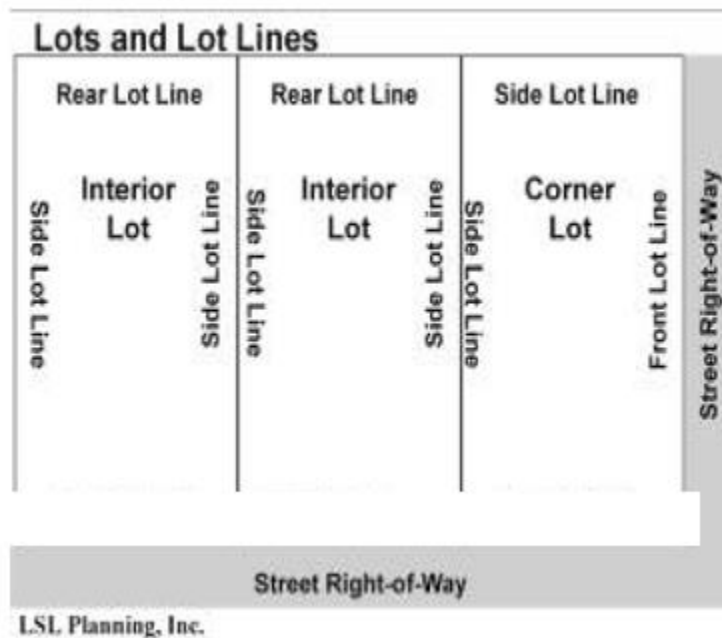 Lots and Lot Lines
Rear Lot Line
Rear Lot Line
Side Lot Line
Side Lot Line
Interior
Lot
Side Lot Line
Side Lot Line
Interior
Lot
Side Lot Line
Side Lot Line
Corner
Lot
Front Lot Line
Street Right-of-Way
Street Right-of-Way
LSL Planning, Inc.